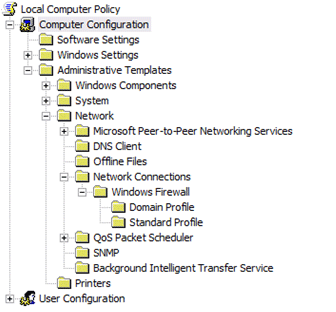 Local Computer Policy
Computer Configuration
Software Settings
Windows Settings
Administrative Templates
Windows Components
System
Network
Microsoft Peer-to-Peer Networking Services
DNS Client
Offline Files
Network Connections
Windows Firewall
Domain Profile
Standard Profile
QoS Packet Scheduler
SNMP
Background Intelligent Transfer Service
Printers
User Configuration